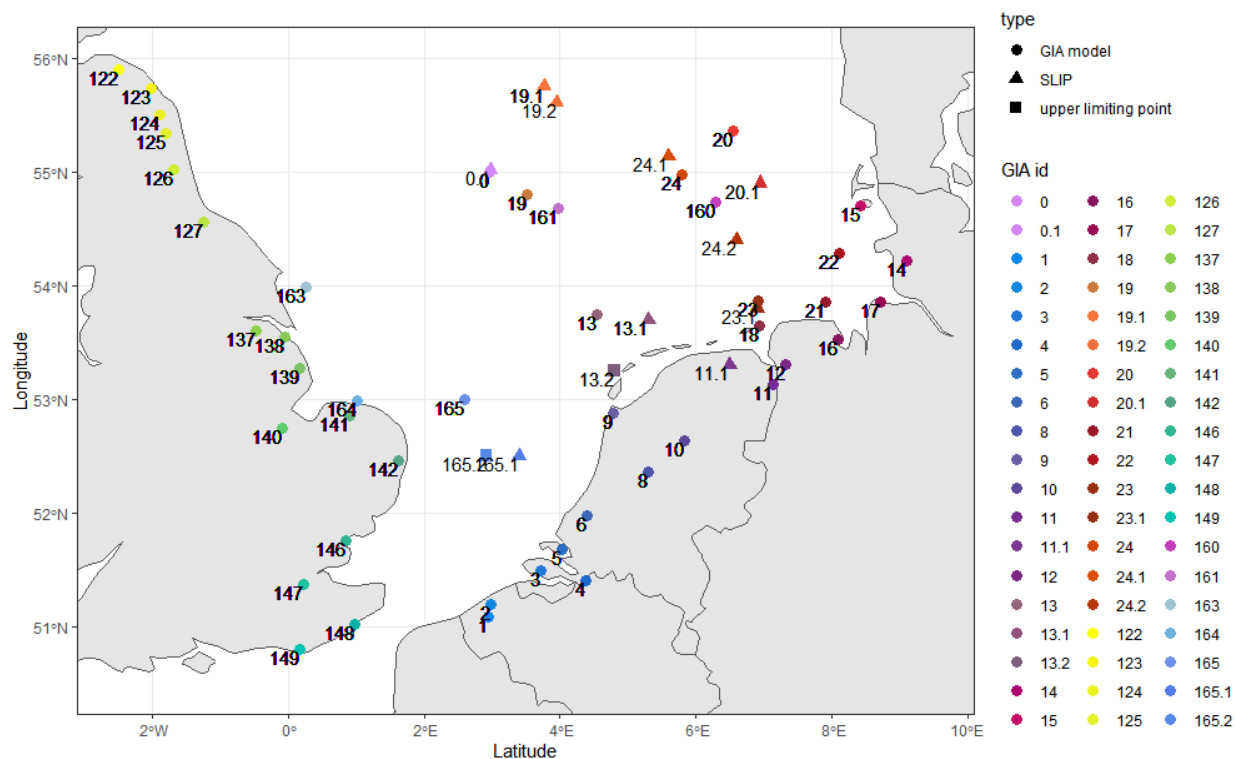 type
GIA model
SLIP
upper limiting point
GIA id
0 16 126
0.1 17 127
1 18 137
2 19 138
3 19.1 139
4 19.2 140
5 20 141
6 20.1 142
8 21 146
9 22 147
10 23 148
11 23.1 149
11.1 24 160
12 24.1 161
13 24.2 163
13.1 122 164
13.2 123 165
14 124 165.1
15 125 165.2
56°N
55°N
54°N
53°N
52°N
51°N
Longitude
122
123
124
125
126
127
19.1
19.2
20
24.1
24
20.1
0.1
0
19
161
160
15
24.2
22
14
163
13
13.1
23
23.1
18
21
17
16
137
138
139
13.2
11.1
12
11
164
141
165
9
140
10
142
165.2
165.1
8
6
146
5
3
4
147
2
1
148
149
2°W
0°
2°E
4°E
6°E
8°E
10°E
Latitude